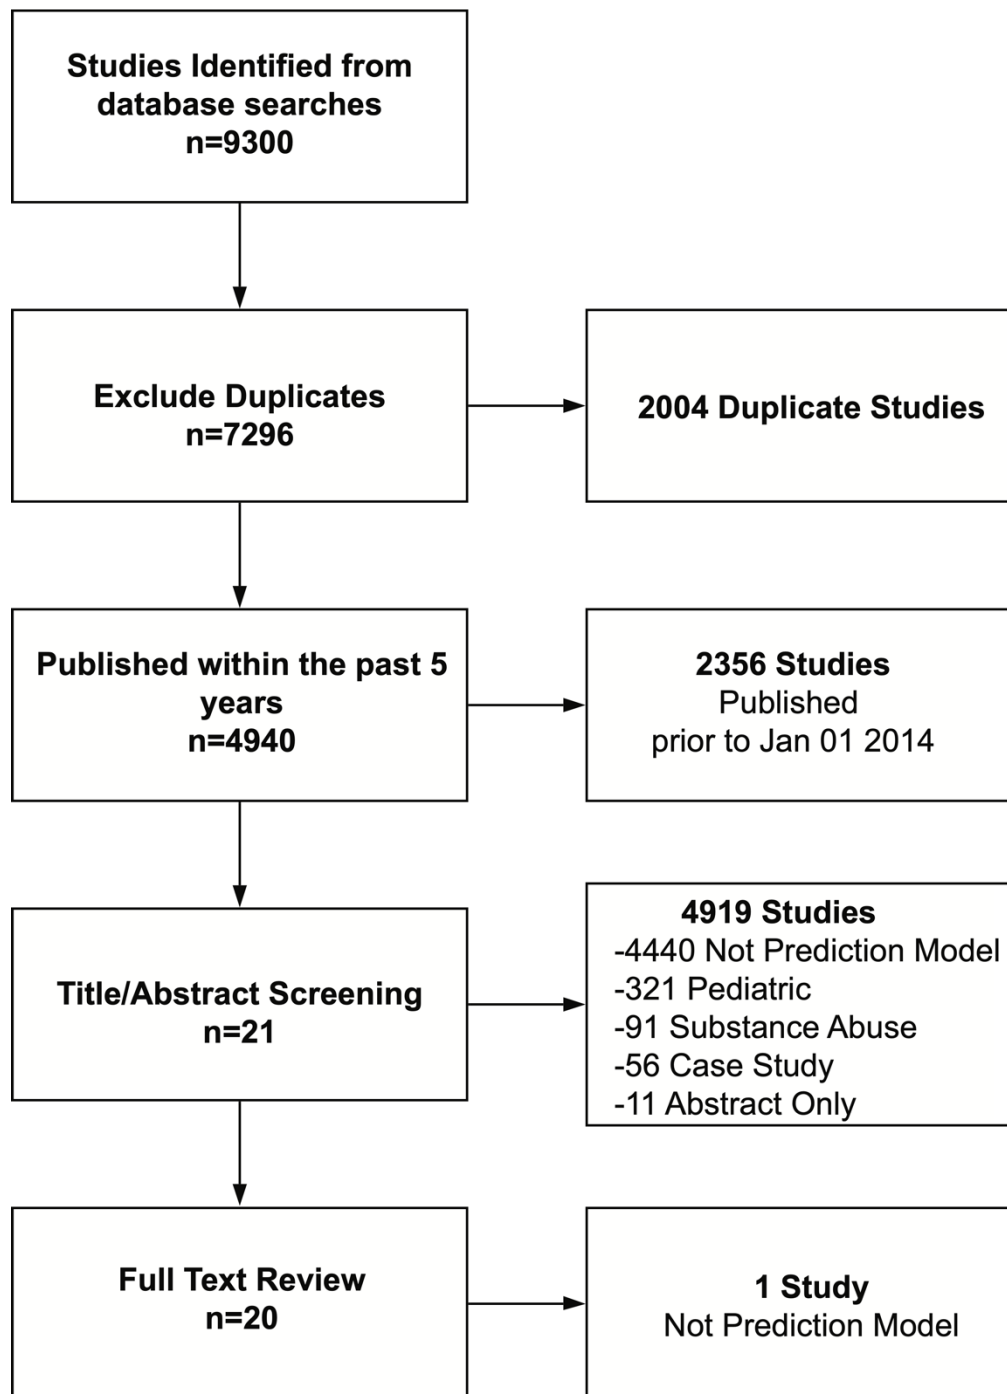 Studies Identified from
database searches
n=9300
Exclude Duplicates
n=7296
2004 Duplicate Studies
Published within the past 5
years
n=4940
2356 Studies
Published
prior to Jan 01 2014
Title/Abstract Screening
n=21
4919 Studies
-4440 Not Prediction Model
-321 Pediatric
-91 Substance Abuse
-56 Case Study
-11 Abstract Only
Full Text Review
n=20
1 Study
Not Prediction Model